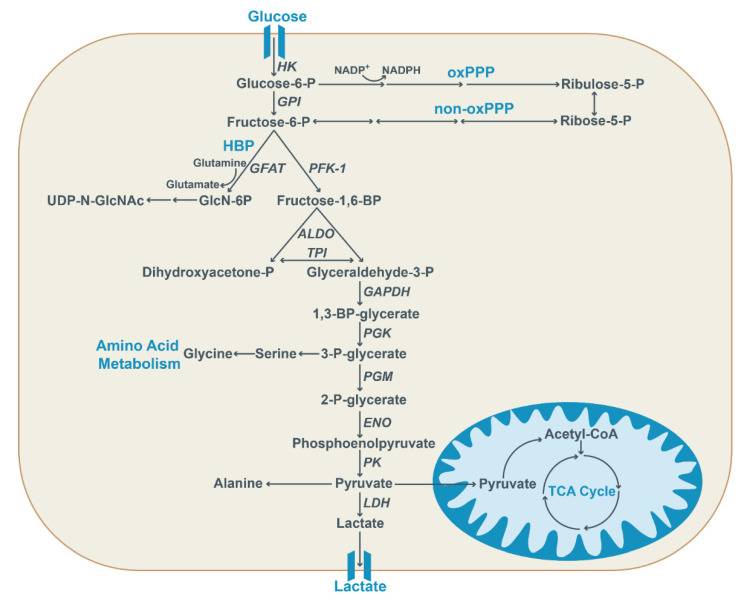 Glucose
HK
Glucose-6-P
NADP+
NADPH
oxPPP
Ribulose-5-P
GPI
non-oxPPP
Fructose-6-P
Ribose-5-P
HBP
Glutamine
GFAT
PFK-1
Glutamate
UDP-N-GlcNAc
GlcN-6P
Fructose-1,6-BP
ALDO
TPI
Dihydroxyacetone-P
Glyceraldehyde-3-P
GAPDH
1,3-BP-glycerate
PGK
Amino Acid
Metabolism
Glycine
Serine
3-P-glycerate
PGM
2-P-glycerate
ENO
Phosphoenolpyruvate
PK
Alanine
Pyruvate
Pyruvate
Acetyl-CoA
TCA Cycle
LDH
Lactate
Lactate